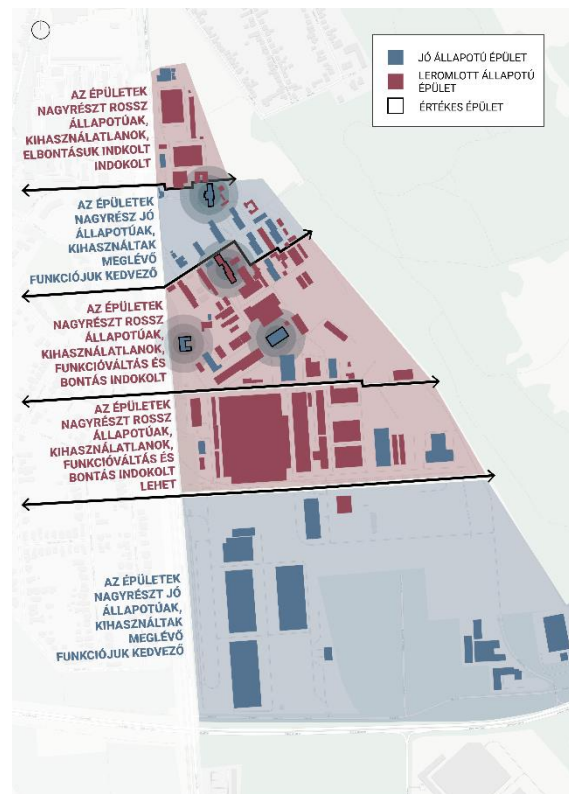 JÓ ÁLLAPOTÚ ÉPÜLET
LEROMLOTT ÁLLAPOTÚ
ÉPÜLET
ÉRTÉKES ÉPÜLET
AZ ÉPÜLETEK
NAGYRÉSZT ROSSZ
ÁLLAPOTÚAK,
KIHASZNÁLATLANOK,
ELBONTÁSUK INDKOLT
INDOKOLT
AZ ÉPÜLETEK
NAGYRÉSZ JÓ
ÁLLAPOTÚAK,
KIHASZNÁLTAK
MEGLÉVŐ
FUNKCIÓJUK KEDVEZŐ
AZ ÉPÜLETEK
NAGYRÉSZT ROSSZ
ÁLLAPOTÚAK,
KIHASZNÁLATLANOK,
FUNKCIÓVÁLTÁS ÉS
BONTÁS INDOKOLT
AZ ÉPÜLETEK
NAGYRÉSZT ROSSZ
ÁLLAPOTÚAK,
KIHASZNÁLATLANOK,
FUNKCIÓVÁLTÁS ÉS
BONTÁS INDOKOLT
LEHET
AZ ÉPÜLETEK
NAGYRÉSZT JÓ
ÁLLAPOTÚAK,
KIHASZNÁLTAK
MEGLÉVŐ
FUNKCIÓJUK KEDVEZŐ